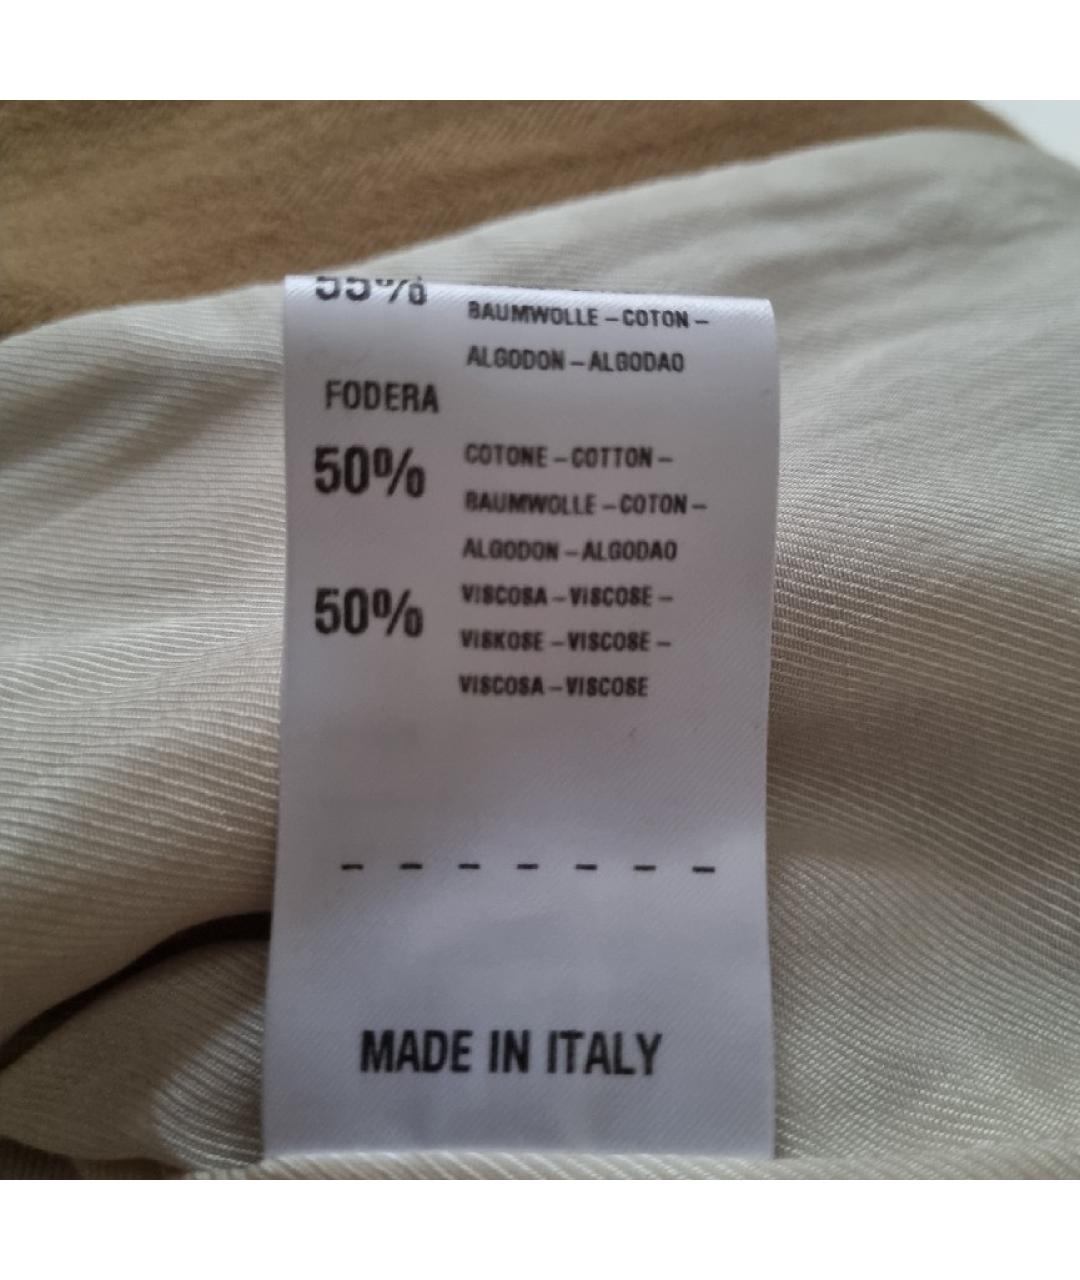 BAUMWOLLE – COTON –
ALGODON – ALGODAO
FODERA
50% COTONE – COTTON –
BAUMWOLLE – COTON –
ALGODON – ALGODAO
50% VISCOSA – VISCOSE –
VISKOSE – VISCOSE –
VISCOSA – VISCOSE
MADE IN ITALY